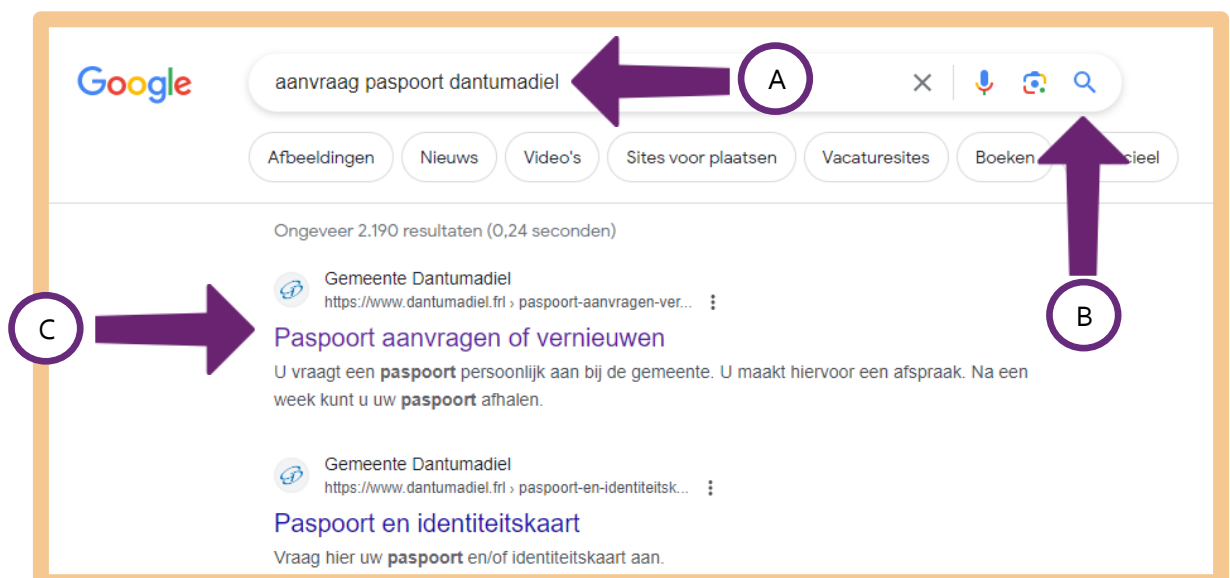 Google
aanvraag paspoort dantumadiel
A
Afbeeldingen
Nieuws
Video's
Sites voor plaatsen
Vacaturesites
Boeken
cieel
Ongeveer 2.190 resultaten (0,24 seconden)
Gemeente Dantumadiel
https://www.dantumadiel.frl › paspoort-aanvragen-ver...
B
C
Paspoort aanvragen of vernieuwen
U vraagt een paspoort persoonlijk aan bij de gemeente. U maakt hiervoor een afspraak. Na een
week kunt u uw paspoort afhalen.
Gemeente Dantumadiel
https://www.dantumadiel.frl › paspoort-en-identiteitsk...
Paspoort en identiteitskaart
Vraag hier uw paspoort en/of identiteitskaart aan.